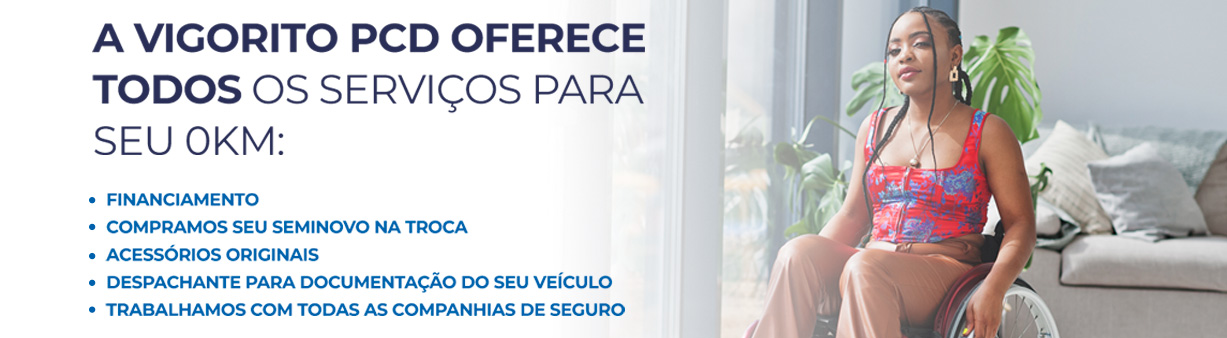 A VIGORITO PCD OFERECE
TODOS OS SERVIÇOS PARA
SEU 0KM:
• FINANCIAMENTO
• COMPRAMOS SEU SEMINOVO NA TROCA
• ACESSÓRIOS ORIGINAIS
• DESPACHANTE PARA DOCUMENTAÇÃO DO SEU VEÍCULO
• TRABALHAMOS COM TODAS AS COMPANHIAS DE SEGURO